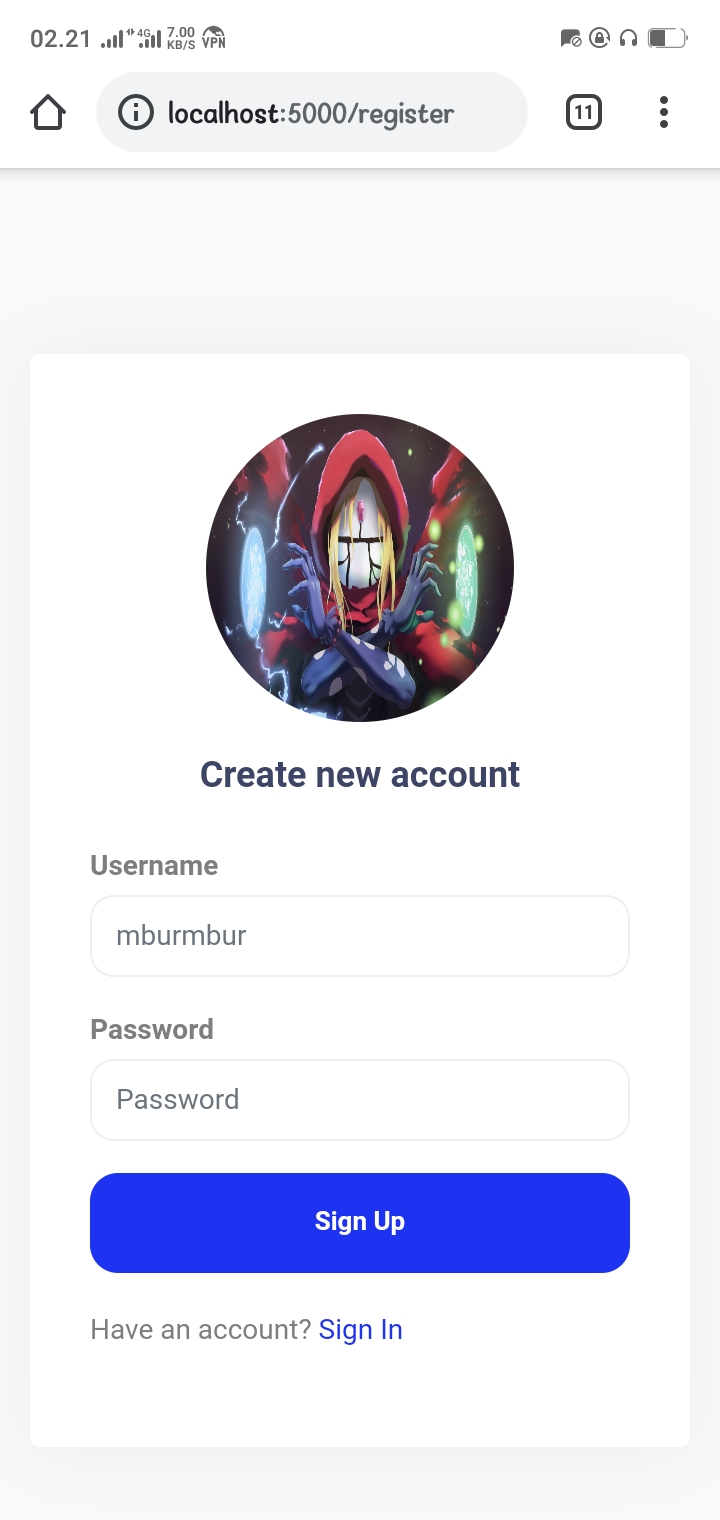 02.21 4G 7.00 KB/S VPN
localhost:5000/register 11
Create new account
Username
mburmbur
Password
Password
Sign Up
Have an account? Sign In